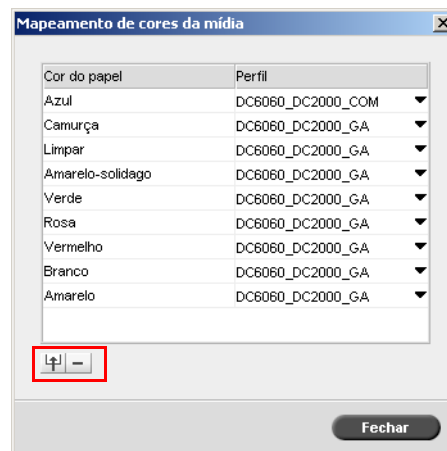 Mapeamento de cores da mídia
Cor do papel Perfil
Azul DC6060_DC2000_COM
Camurça DC6060_DC2000_GA
Limpar DC6060_DC2000_GA
Amarelo-solidago DC6060_DC2000_GA
Verde DC6060_DC2000_GA
Rosa DC6060_DC2000_GA
Vermelho DC6060_DC2000_GA
Branco DC6060_DC2000_GA
Amarelo DC6060_DC2000_GA
Fechar